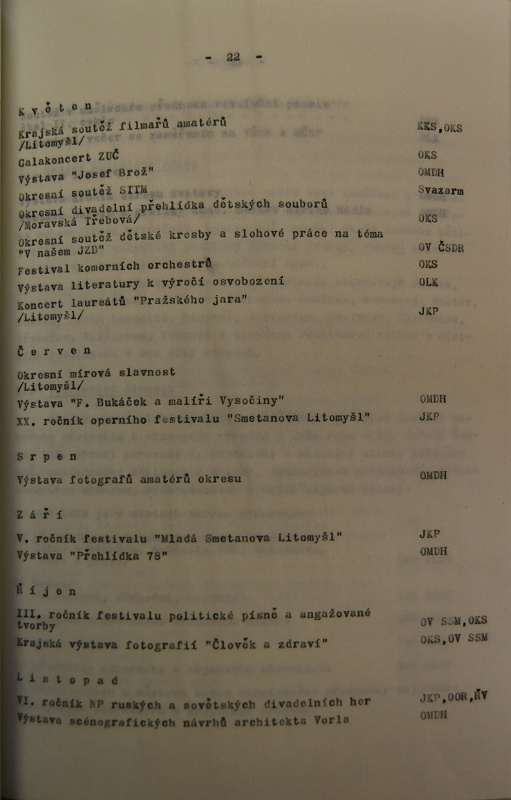 - 22 -
K v ě t e n
Krajská soutěž filmařů amatérů KKS,OKS
/Litomyšl/
Galakoncert ZUČ OKS
Výstava "Josef Brož" OMDH
Okresní soutěž SITM Svazarm
Okresní divadelní přehlídka dětských souborů
/Moravská Třebová/ OKS
Okresní soutěž dětské kresby a slohové práce na téma
"V našem JZD" OV ČSDR
Festival komorních orchestrů OKS
Výstava literatury k výročí osvobození OLK
Koncert laureátů "Pražského jara"
/Litomyšl/ JKP
Č e r v e n
Okresní mírová slavnost
/Litomyšl/
Výstava "F. Bukáček a malíři Vysočiny" OMDH
XX. ročník operního festivalu "Smetanova Litomyšl" JKP
S r p e n
Výstava fotografů amatérů okresu OMDH
Z á ř í
V. ročník festivalu "Mladá Smetanova Litomyšl" JKP
Výstava "Přehlídka 78" OMDH
Ř í j e n
III. ročník festivalu politické písně a angažované
tvorby OV SSM,OKS
Krajská výstava fotografií "Člověk a zdraví" OKS,OV SSM
L i s t o p a d
VI. ročník NP ruských a sovětských divadelních her JKP,OOR,
Výstava scénografických návrhů architekta Vorla OMDH